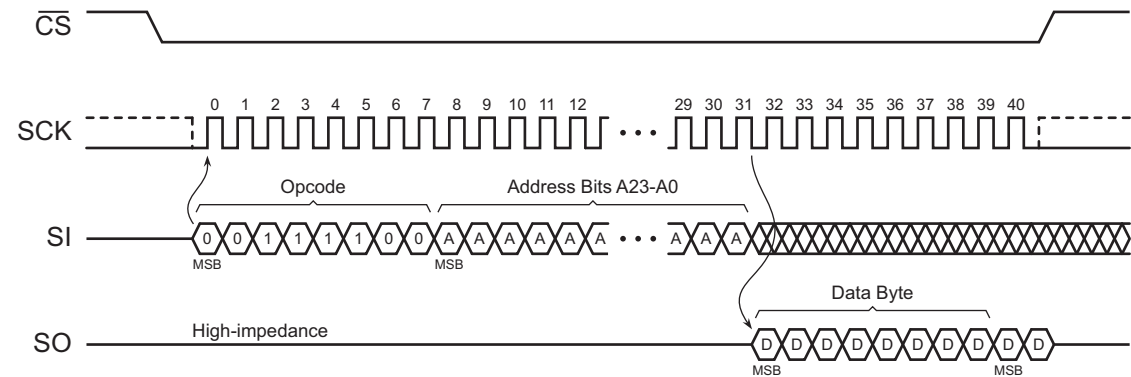 CS
0 1 2 3 4 5 6 7 8 9 10 11 12 29 30 31 32 33 34 35 36 37 38 39 40
SCK
Opcode Address Bits A23-A0
SI 0 0 1 1 1 1 0 0 A A A A A A A A A
MSB MSB
Data Byte
High-impedance
SO D D D D D D D D D D
MSB MSB